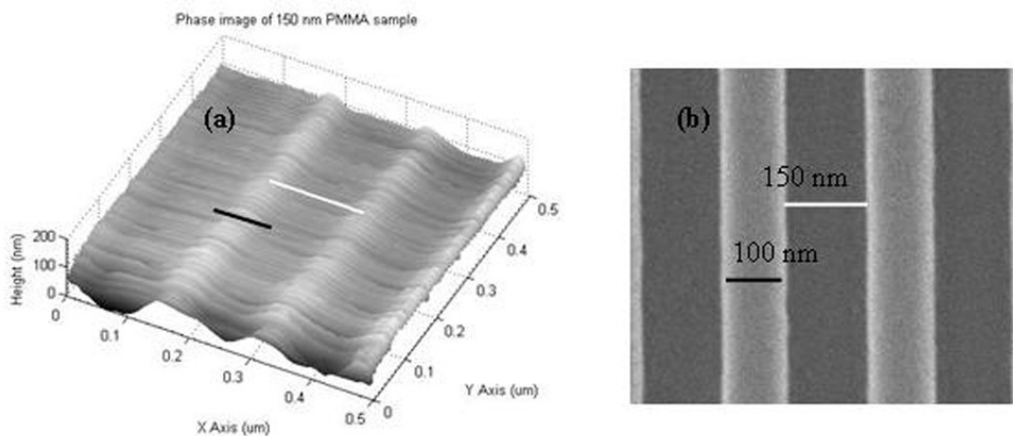 Phase image of 150 nm PMMA sample
(a)
200
100
0
Height (nm)
0
0.1
0.2
0.3
0.4
0.5
X Axis (um)
0
0.1
0.2
0.3
0.4
0.5
Y Axis (um)
(b)
150 nm
100 nm